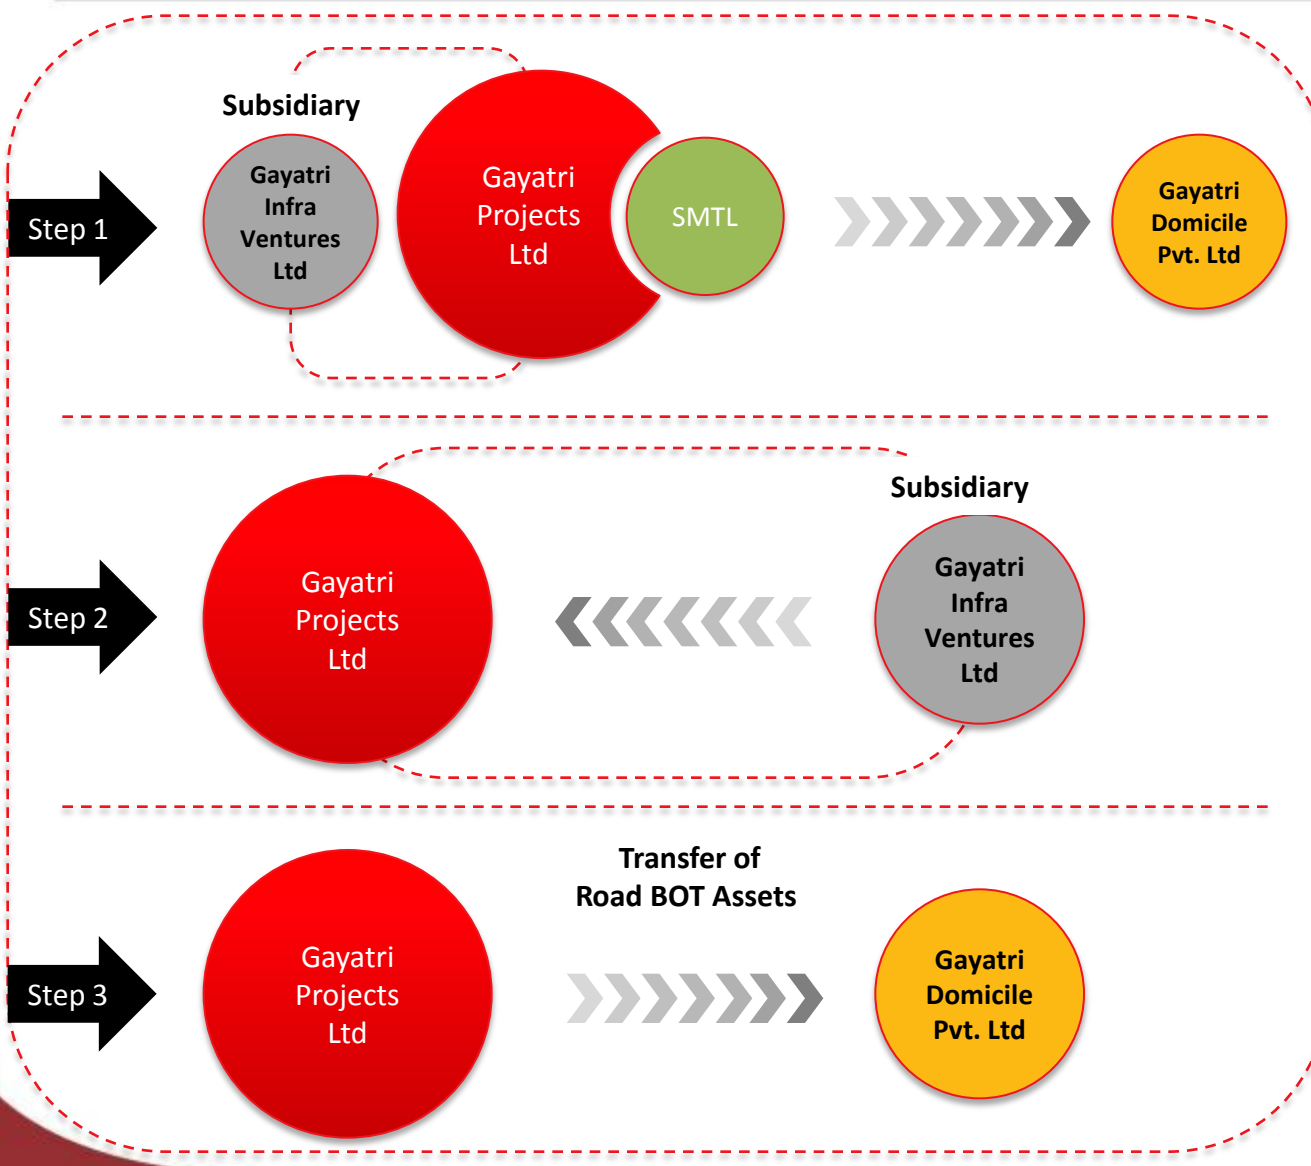 Subsidiary
Step 1
Gayatri
Infra
Ventures
Ltd
Gayatri
Projects
Ltd
SMTL
Gayatri
Domicile
Pvt. Ltd
Step 2
Gayatri
Projects
Ltd
Subsidiary
Gayatri
Infra
Ventures
Ltd
Transfer of
Road BOT Assets
Step 3
Gayatri
Projects
Ltd
Gayatri
Domicile
Pvt. Ltd